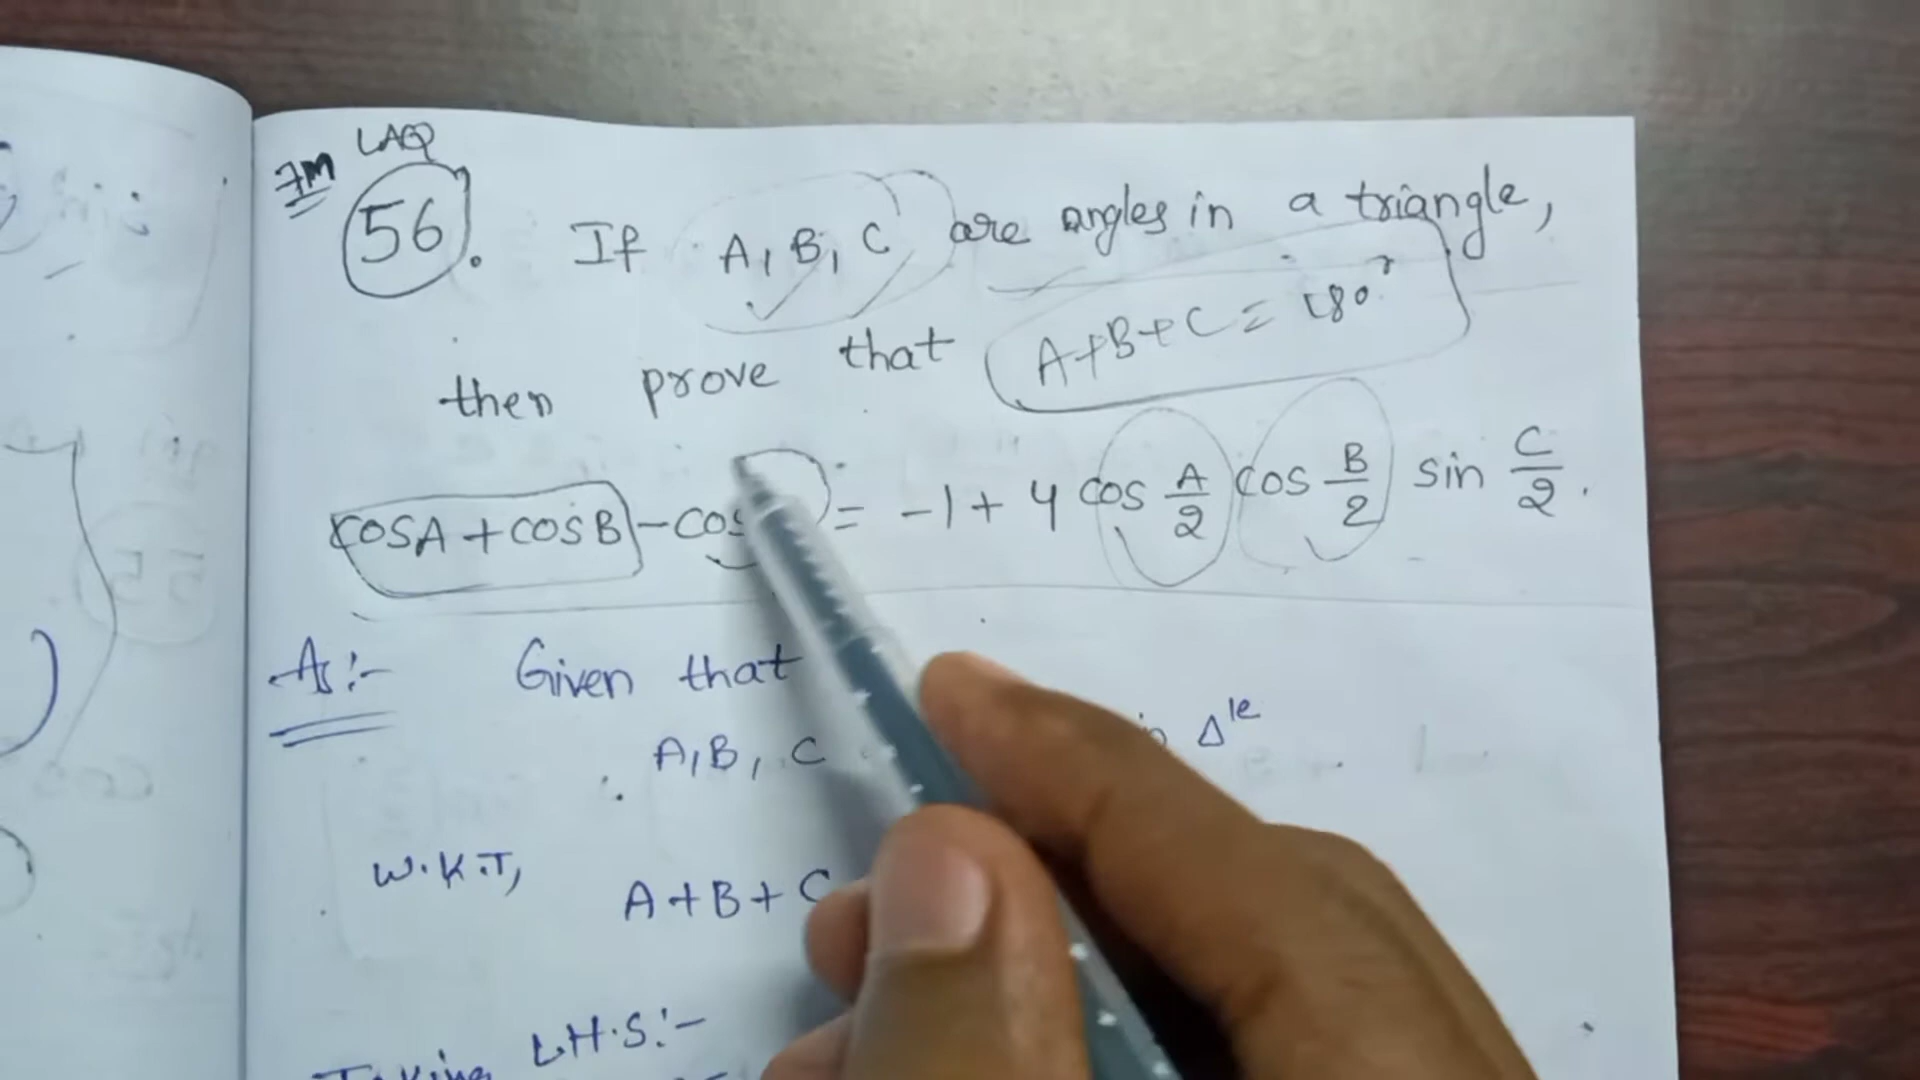 7M LAQ
56. If A, B, C are angles in a triangle,
then prove that A+B+C = 180°
cosA + cosB - cos = -1 + 4 cos A/2 cos B/2 sin C/2.
As:- Given that
A, B, C Δle
W.K.T, A+B+C
Taking L.H.S:-